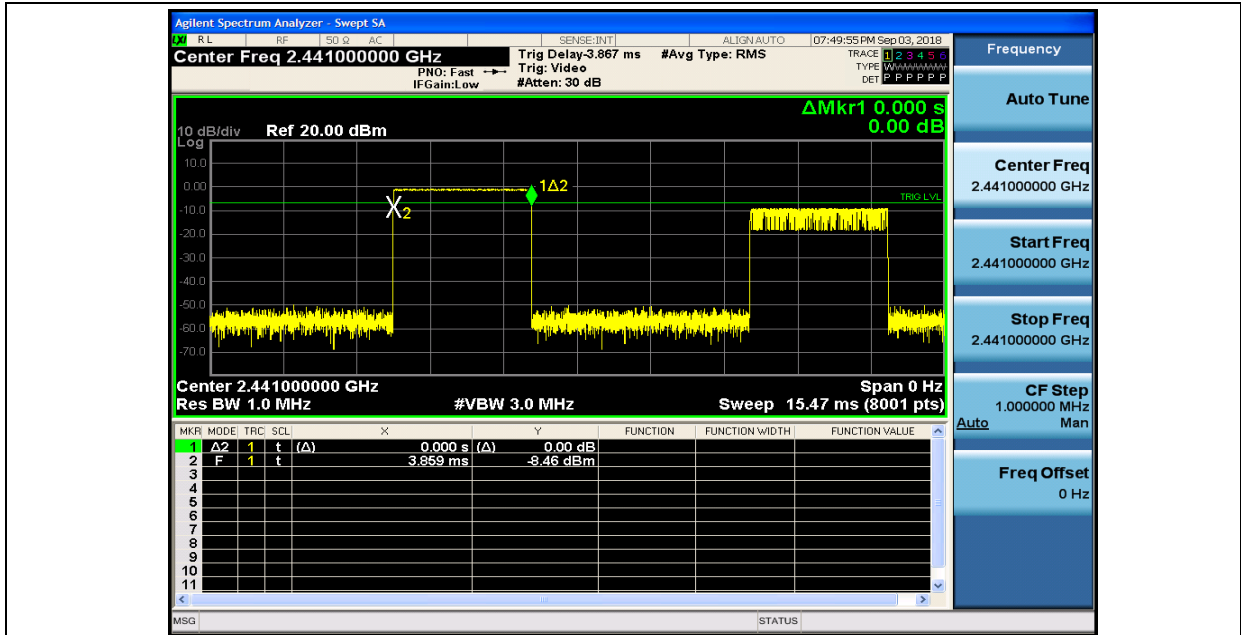 Agilent Spectrum Analyzer - Swept SA
LXI RL RF 50 Ω AC SENSE:INT ALIGN AUTO 07:49:55 PM Sep 03, 2018
Center Freq 2.441000000 GHz
PNO: Fast
IFGain:Low
Trig Delay-3.867 ms
Trig: Video
#Atten: 30 dB
#Avg Type: RMS
TRACE 1 2 3 4 5 6
TYPE WWWWWW
DET P P P P P P
Frequency
Auto Tune
Center Freq
2.441000000 GHz
Start Freq
2.441000000 GHz
Stop Freq
2.441000000 GHz
CF Step
1.000000 MHz
Auto Man
Freq Offset
0 Hz
ΔMkr1 0.000 s
0.00 dB
10 dB/div Ref 20.00 dBm
Log
10.0
0.00
-10.0
-20.0
-30.0
-40.0
-50.0
-60.0
-70.0
1Δ2
X2
TRIG LVL
Center 2.441000000 GHz Span 0 Hz
Res BW 1.0 MHz #VBW 3.0 MHz Sweep 15.47 ms (8001 pts)
MKR MODE TRC SCL X Y FUNCTION FUNCTION WIDTH FUNCTION VALUE
1 Δ2 1 t (Δ) 0.000 s (Δ) 0.00 dB
2 F 1 t 3.859 ms -8.46 dBm
3
4
5
6
7
8
9
10
11
MSG STATUS